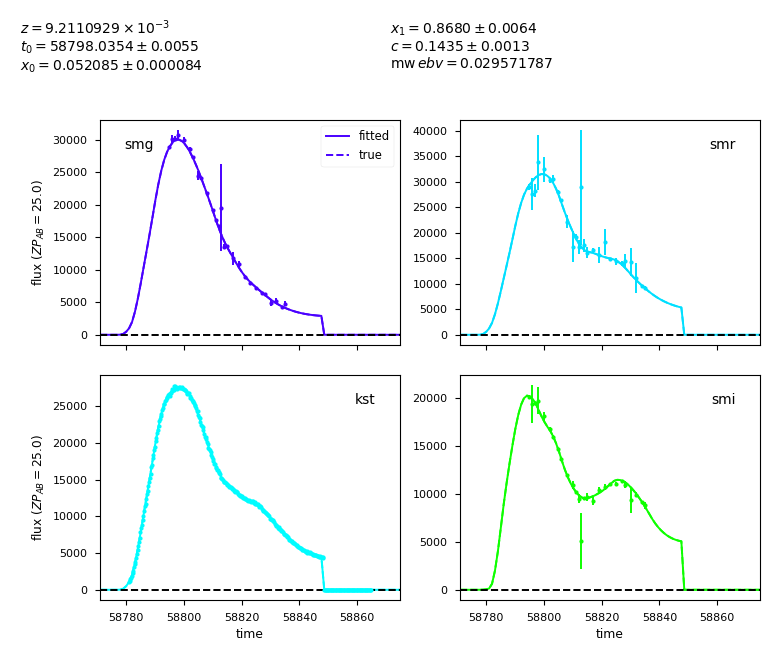 z = 9.2110929 × 10⁻³
t₀ = 58798.0354 ± 0.0055
x₀ = 0.052085 ± 0.000084
x₁ = 0.8680 ± 0.0064
c = 0.1435 ± 0.0013
mw ebv = 0.029571787
smg
fitted
true
30000
25000
20000
15000
10000
5000
0
flux (ZP_AB = 25.0)
smr
40000
35000
30000
25000
20000
15000
10000
5000
0
kst
25000
20000
15000
10000
5000
0
flux (ZP_AB = 25.0)
58780 58800 58820 58840 58860
time
smi
20000
15000
10000
5000
0
58780 58800 58820 58840 58860
time